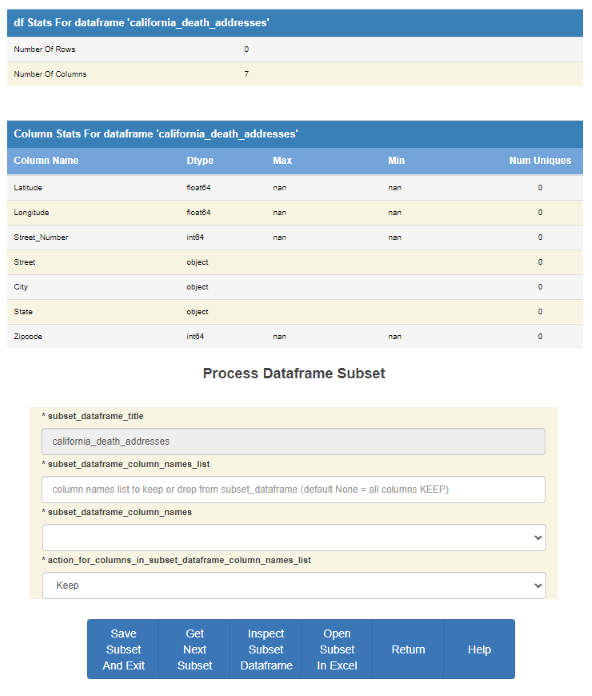 df Stats For dataframe 'california_death_addresses'
Number Of Rows 0
Number Of Columns 7
Column Stats For dataframe 'california_death_addresses'
Column Name Dtype Max Min Num Uniques
Latitude float64 nan nan 0
Longitude float64 nan nan 0
Street_Number int64 nan nan 0
Street object 0
City object 0
State object 0
Zipcode int64 nan nan 0
Process Dataframe Subset
* subset_dataframe_title
california_death_addresses
* subset_dataframe_column_names_list
column names list to keep or drop from subset_dataframe (default None = all columns KEEP)
* subset_dataframe_column_names
* action_for_columns_in_subset_dataframe_column_names_list
Keep
Save Subset And Exit
Get Next Subset
Inspect Subset Dataframe
Open Subset In Excel
Return
Help